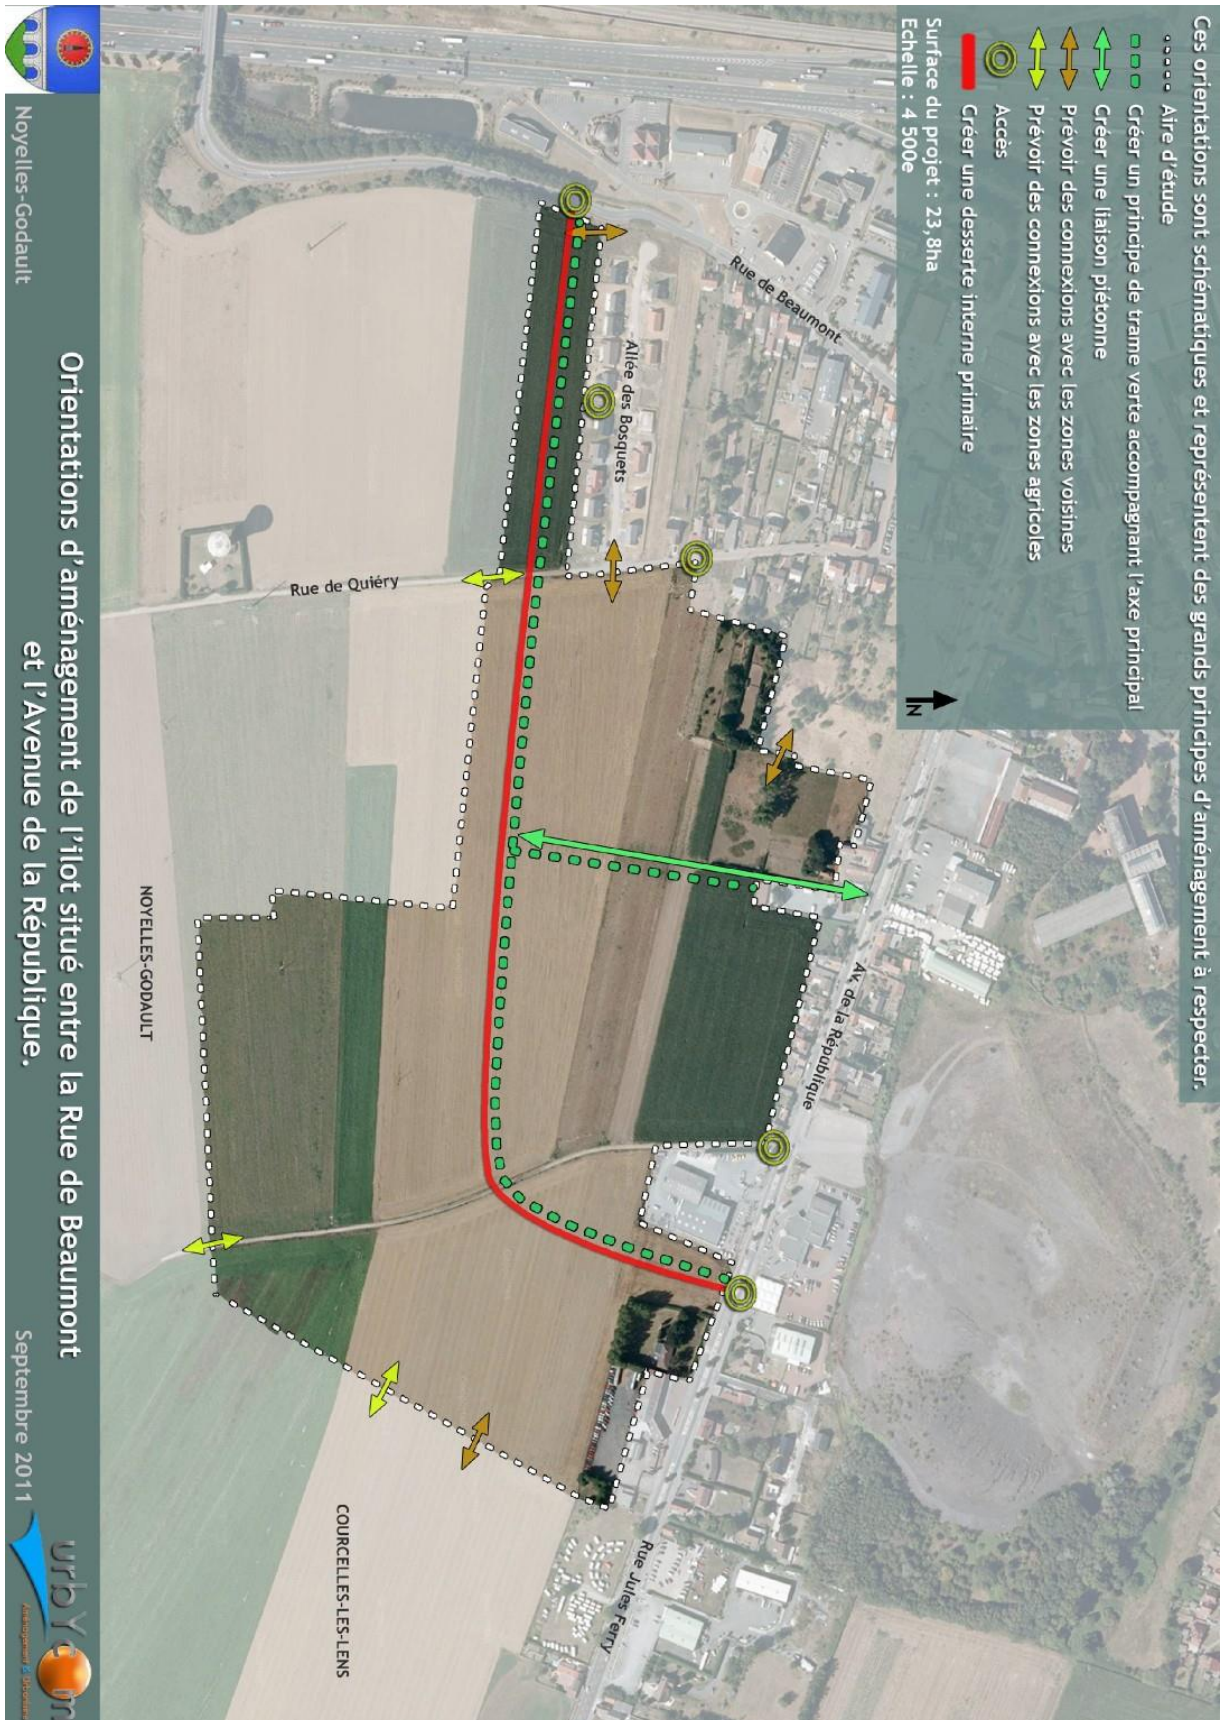 Ces orientations sont schématiques et représentent des grands principes d'aménagement à respecter.
Aire d'étude
Créer un principe de trame verte accompagnant l'axe principal
Créer une liaison piétonne
Prévoir des connexions avec les zones voisines
Prévoir des connexions avec les zones agricoles
Accès
Créer une desserte interne primaire
Surface du projet : 23,8ha
Echelle : 4 500e
N
Rue de Beaumont
Allée des Bosquets
Rue de Quiéry
Av. de la République
Rue Jules Ferry
NOYELLES-GODAULT
COURCELLES-LES-LENS
Noyelles-Godault
Orientations d'aménagement de l'ilot situé entre la Rue de Beaumont
et l'Avenue de la République.
Septembre 2011
urbYcom